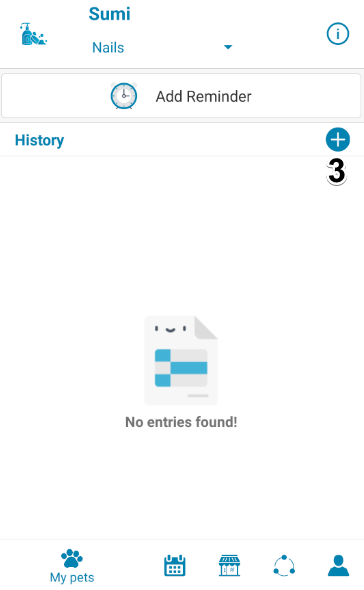 Sumi
Nails
Add Reminder
History
3
No entries found!
My pets